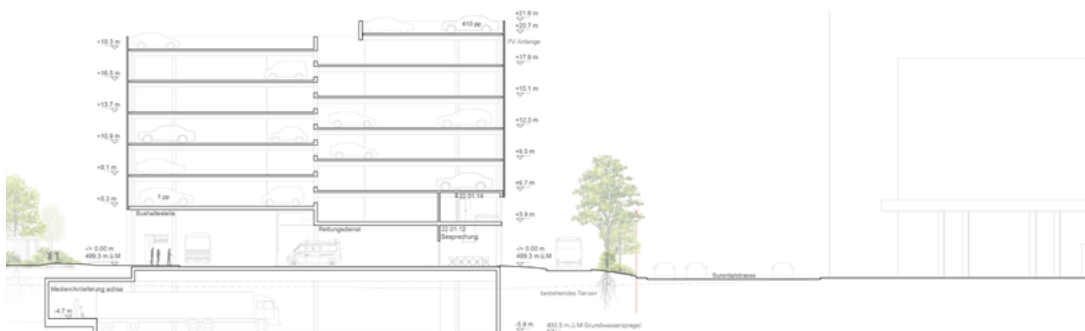 +21.8 m
410 pp
+20.7 m
PV Anlange
+19.3 m
+17.9 m
+16.5 m
+15.1 m
+13.7 m
+12.3 m
+10.9 m
+9.5 m
+8.1 m
+6.7 m
+5.3 m
1 pp
22.01.14
Bushaltestelle
+3.9 m
Rettungsdienst
22.01.12
Besprechung
-/+ 0.00 m
499.3 m.ü.M
-/+ 0.00 m
499.3 m.ü.M
Surentalstrasse
Medien/Anlieferung achse
bestehendes Terrain
-4.7 m
-5.9 m
493.5 m.ü.M Grundwasserspiegel